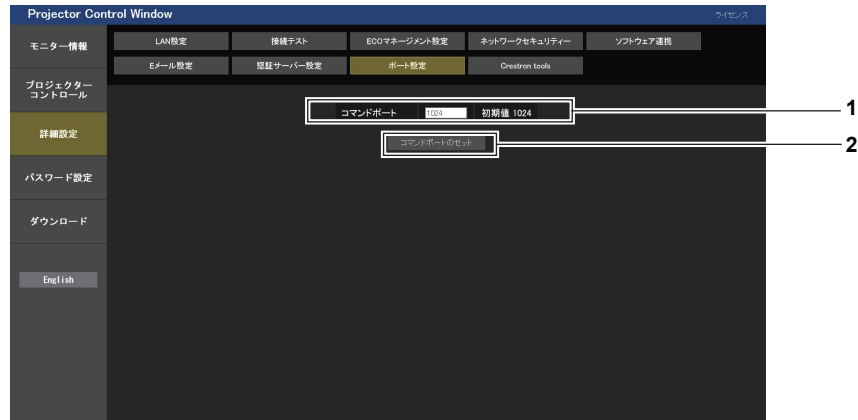 Projector Control Window
ライセンス
モニター情報
プロジェクター
コントロール
詳細設定
パスワード設定
ダウンロード
English
LAN設定
接続テスト
ECOマネージメント設定
ネットワークセキュリティー
ソフトウェア連携
Eメール設定
認証サーバー設定
ポート設定
Crestron tools
コマンドポート 1024 初期値 1024
1
コマンドポートのセット
2